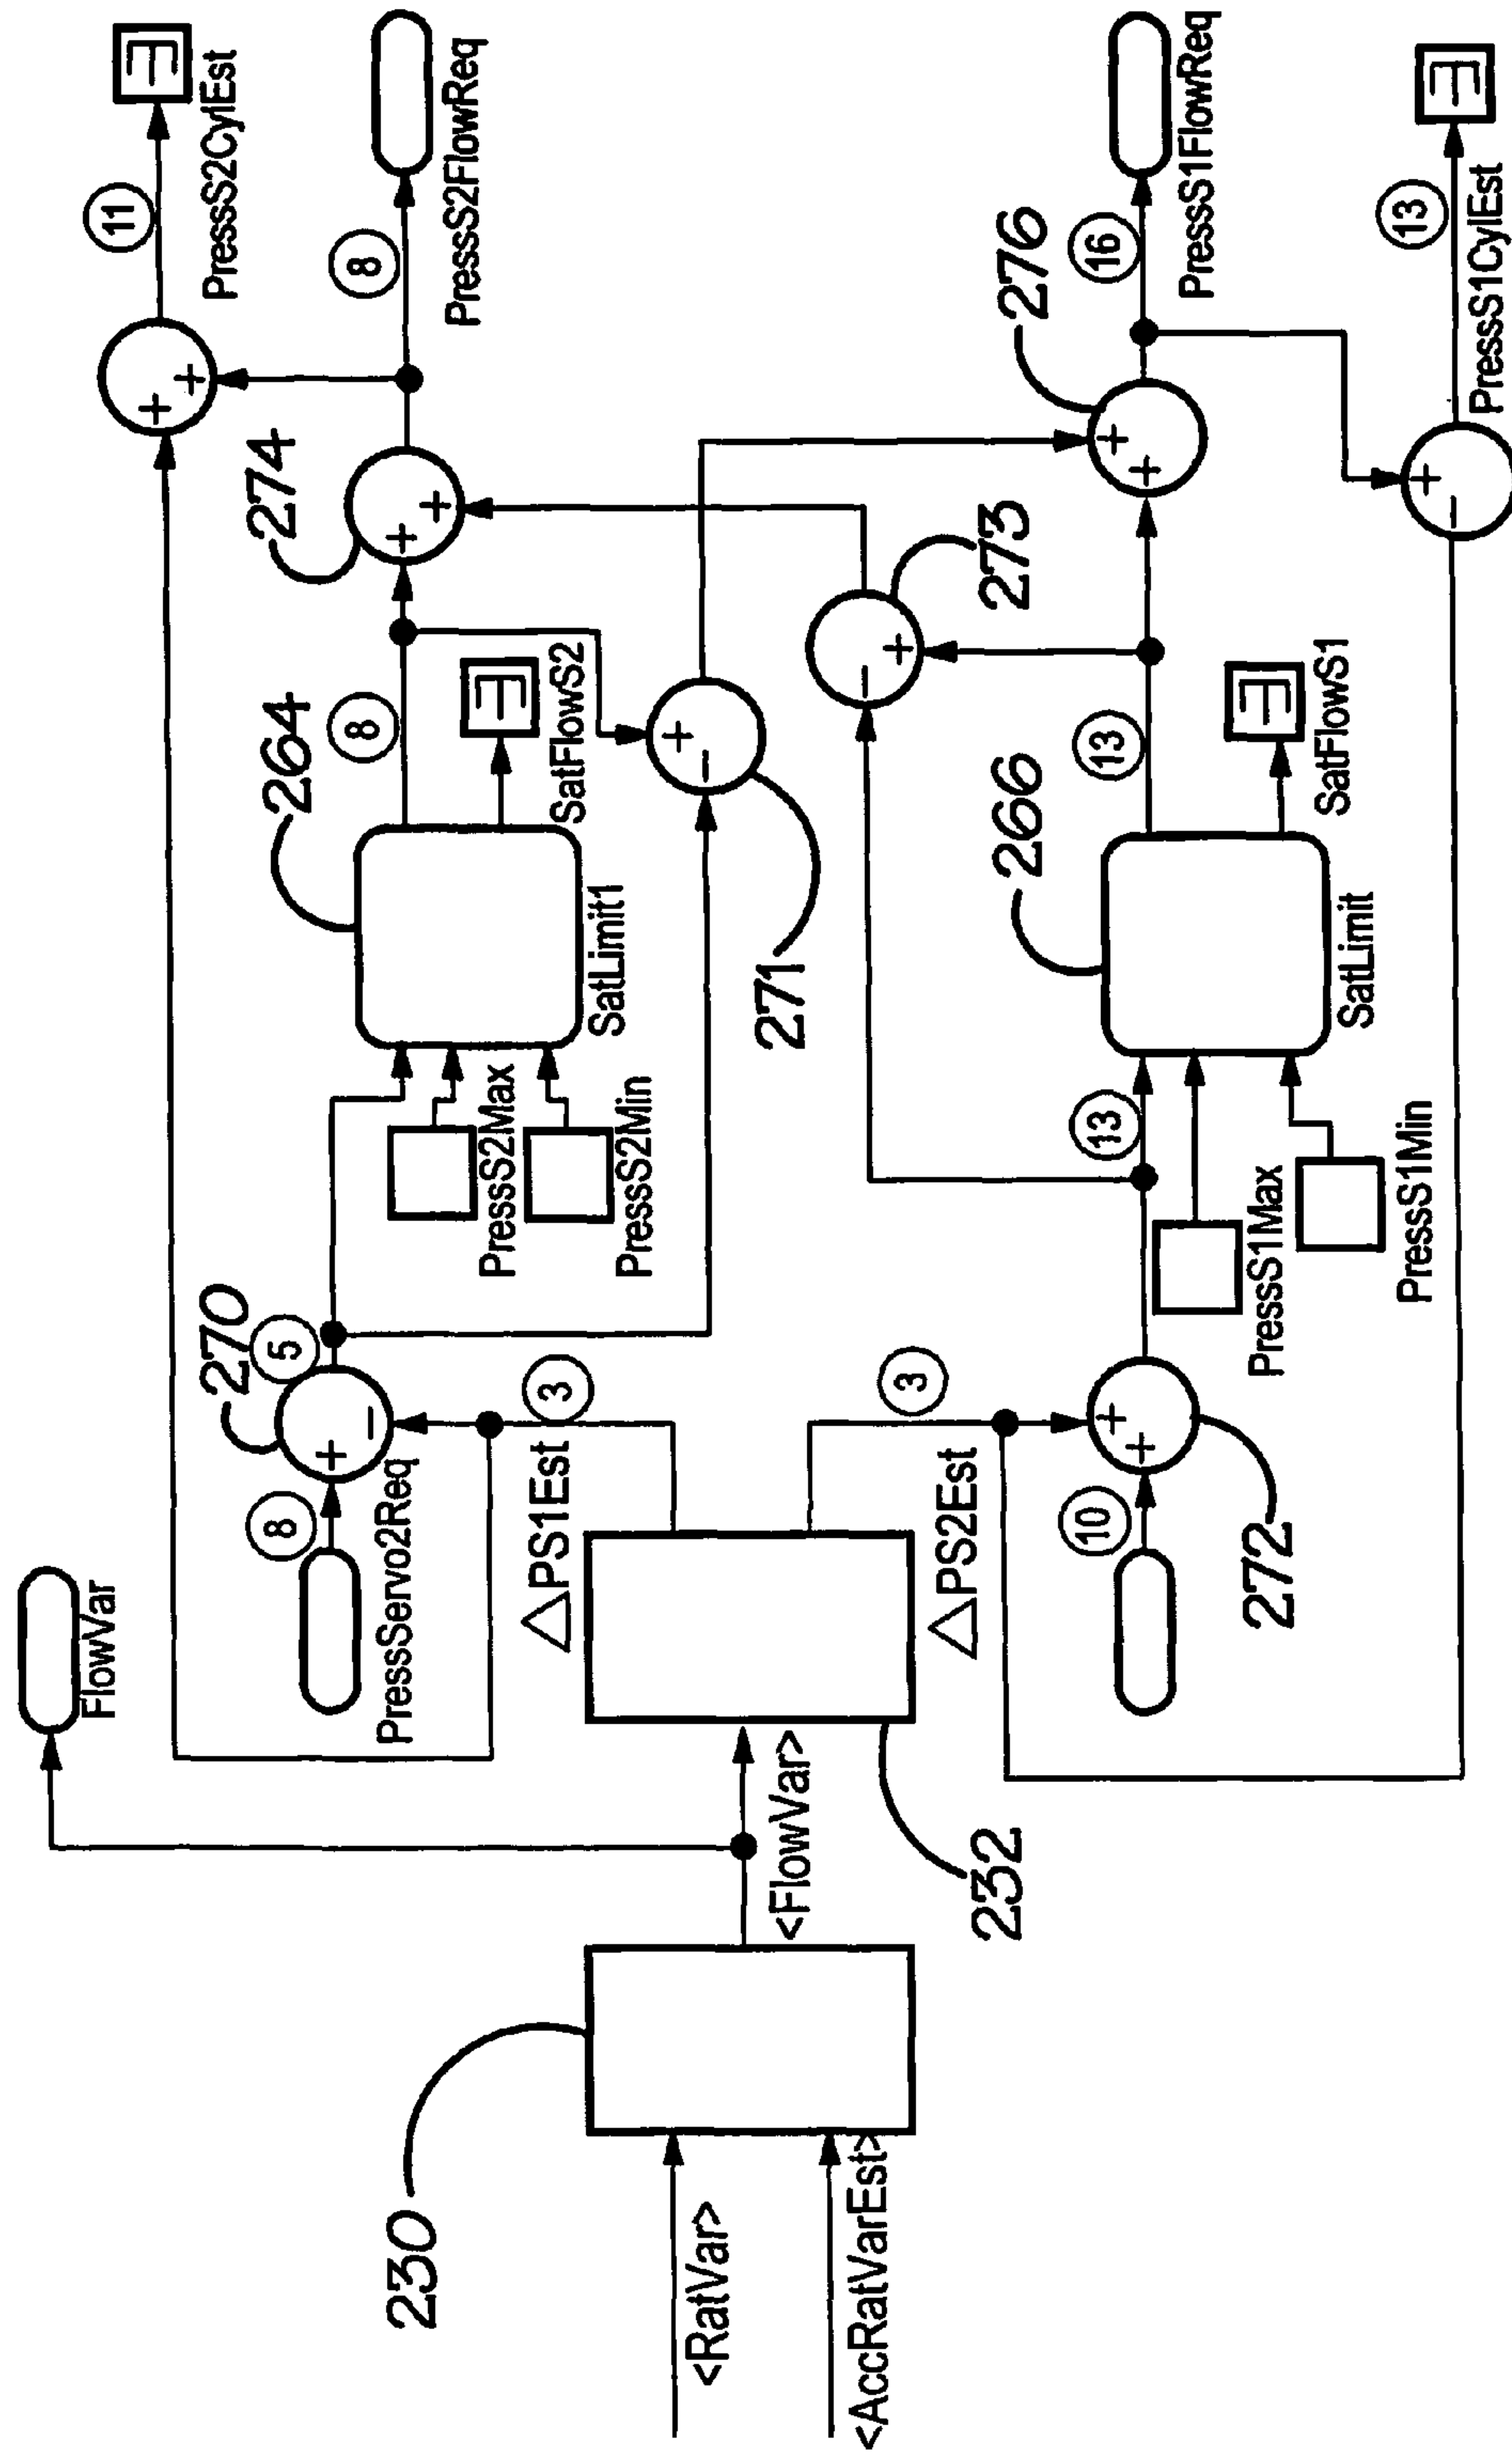 FlowVar
11
PressS2CylEst
270
5
8
PressServo2Req
264
8
274
8
PressS2FlowReq
PressS2Max
PressS2Min
SatLimit1
SatFlowS2
3
△PS1Est
230
<RatVar>
<AccRatVarEst>
<FlowVar>
232
△PS2Est
3
271
273
10
272
13
266
13
276
16
PressS1FlowReq
PressS1Max
PressS1Min
SatLimit
SatFlowS1
13
PressS1CylEst
+
−
+
+
+
+
+
−
−
+
+
+
+
+
+
−